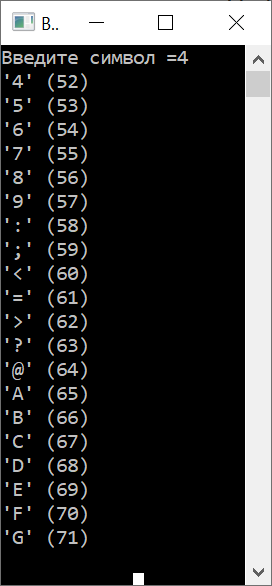 В..
Введите символ =4
'4' (52)
'5' (53)
'6' (54)
'7' (55)
'8' (56)
'9' (57)
':' (58)
';' (59)
'<' (60)
'=' (61)
'>' (62)
'?' (63)
'@' (64)
'A' (65)
'B' (66)
'C' (67)
'D' (68)
'E' (69)
'F' (70)
'G' (71)